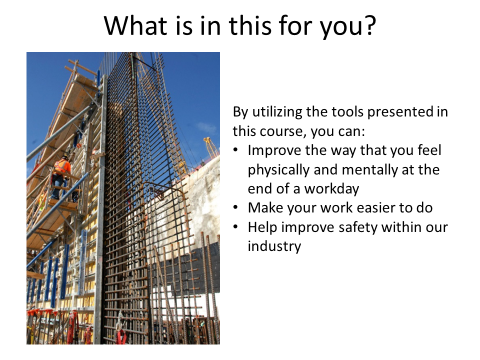 What is in this for you?
By utilizing the tools presented in
this course, you can:
• Improve the way that you feel
physically and mentally at the
end of a workday
• Make your work easier to do
• Help improve safety within our
industry